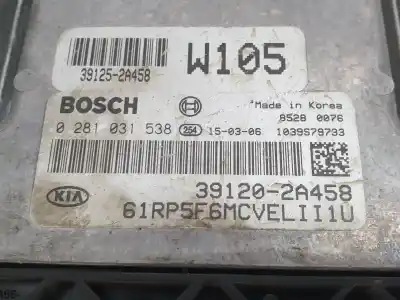 39125-2A458
W105
BOSCH
Made in Korea
8528 0076
0 281 031 538 254 15-03-06 1039S79733
KIA
39120-2A458
61RP5F6MCVELII1U